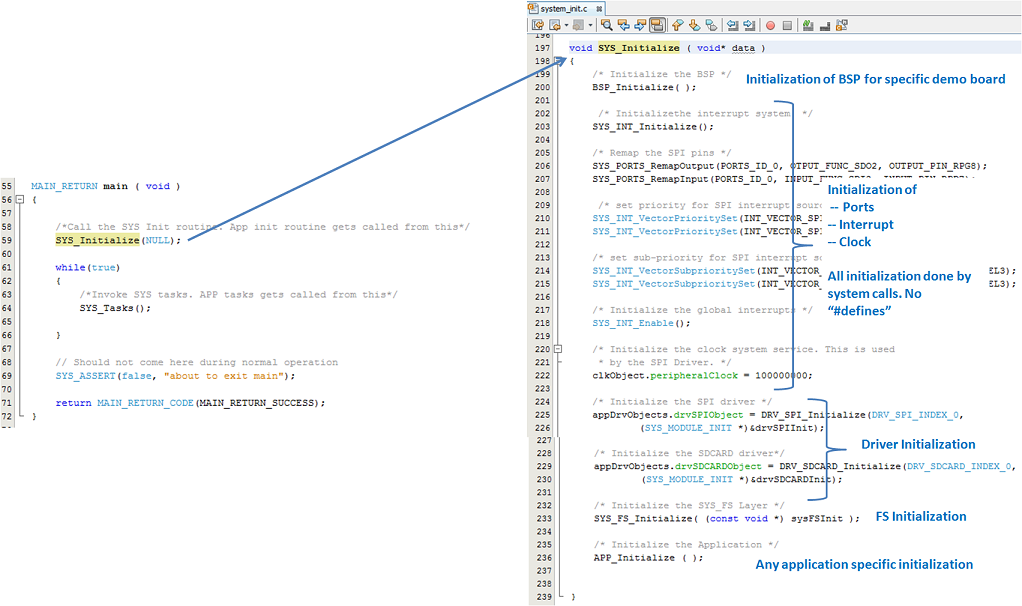 55 MAIN_RETURN main ( void )
56 {
57
58 /*Call the SYS Init routine. App init routine gets called from this*/
59 SYS_Initialize(NULL);
60
61 while(true)
62 {
63 /*Invoke SYS tasks. APP tasks gets called from this*/
64 SYS_Tasks();
65
66 }
67
68 // Should not come here during normal operation
69 SYS_ASSERT(false, "about to exit main");
70
71 return MAIN_RETURN_CODE(MAIN_RETURN_SUCCESS);
72 }
system_init.c
196
197 void SYS_Initialize ( void* data )
198 {
199 /* Initialize the BSP */
Initialization of BSP for specific demo board
200 BSP_Initialize( );
201
202 /* Initializethe interrupt system */
203 SYS_INT_Initialize();
204
205 /* Remap the SPI pins */
206 SYS_PORTS_RemapOutput(PORTS_ID_0, OTPUT_FUNC_SDO2, OUTPUT_PIN_RPG8);
207 SYS_PORTS_RemapInput(PORTS_ID_0,
208
Initialization of
-- Ports
-- Interrupt
-- Clock
209 /* set priority for SPI interrupt
210 SYS_INT_VectorPrioritySet(INT_VECTOR_SPI
211 SYS_INT_VectorPrioritySet(INT_VECTOR_SPI
212
213 /* set sub-priority for SPI interrupt
214 SYS_INT_VectorSubprioritySet(INT_VECTOR_ EL3);
215 SYS_INT_VectorSubprioritySet(INT_VECTOR_ EL3);
216
All initialization done by
system calls. No
“#defines”
217 /* Initialize the global interrupts */
218 SYS_INT_Enable();
219
220 /* Initialize the clock system service. This is used
221 * by the SPI Driver. */
222 clkObject.peripheralClock = 100000000;
223
224 /* Initialize the SPI driver */
225 appDrvObjects.drvSPIObject = DRV_SPI_Initialize(DRV_SPI_INDEX_0,
226 (SYS_MODULE_INIT *)&drvSPIInit);
227
Driver Initialization
228 /* Initialize the SDCARD driver*/
229 appDrvObjects.drvSDCARDObject = DRV_SDCARD_Initialize(DRV_SDCARD_INDEX_0,
230 (SYS_MODULE_INIT *)&drvSDCARDInit);
231
232 /* Initialize the SYS_FS Layer */
233 SYS_FS_Initialize( (const void *) sysFSInit );
FS Initialization
234
235 /* Initialize the Application */
236 APP_Initialize ( );
Any application specific initialization
237
238
239 }